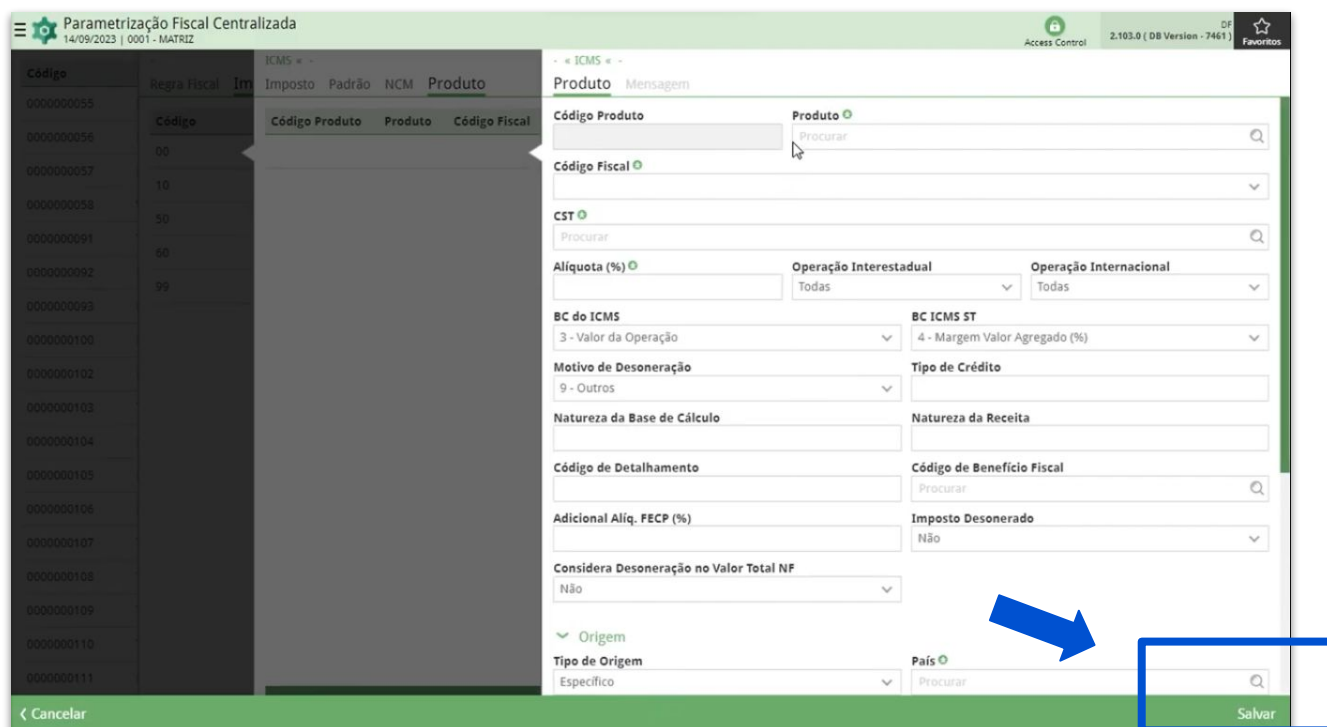 Parametrização Fiscal Centralizada
14/09/2023 | 0001 - MATRIZ
Access Control
DF
2.103.0 ( DB Version - 7461 )
Favoritos
Código
0000000055
0000000056
0000000057
0000000058
0000000091
0000000092
0000000093
0000000100
0000000102
0000000103
0000000104
0000000105
0000000106
0000000107
0000000108
0000000109
0000000110
0000000111
Regra Fiscal Im
Código
00
10
50
60
99
ICMS « -
Imposto Padrão NCM Produto
Código Produto Produto Código Fiscal
- « ICMS « -
Produto Mensagem
Código Produto Produto
Procurar
Código Fiscal
CST
Procurar
Alíquota (%) Operação Interestadual Operação Internacional
Todas Todas
BC do ICMS BC ICMS ST
3 - Valor da Operação 4 - Margem Valor Agregado (%)
Motivo de Desoneração Tipo de Crédito
9 - Outros
Natureza da Base de Cálculo Natureza da Receita
Código de Detalhamento Código de Benefício Fiscal
Procurar
Adicional Alíq. FECP (%) Imposto Desonerado
Não
Considera Desoneração no Valor Total NF
Não
Origem
Tipo de Origem País
Específico Procurar
Cancelar Salvar